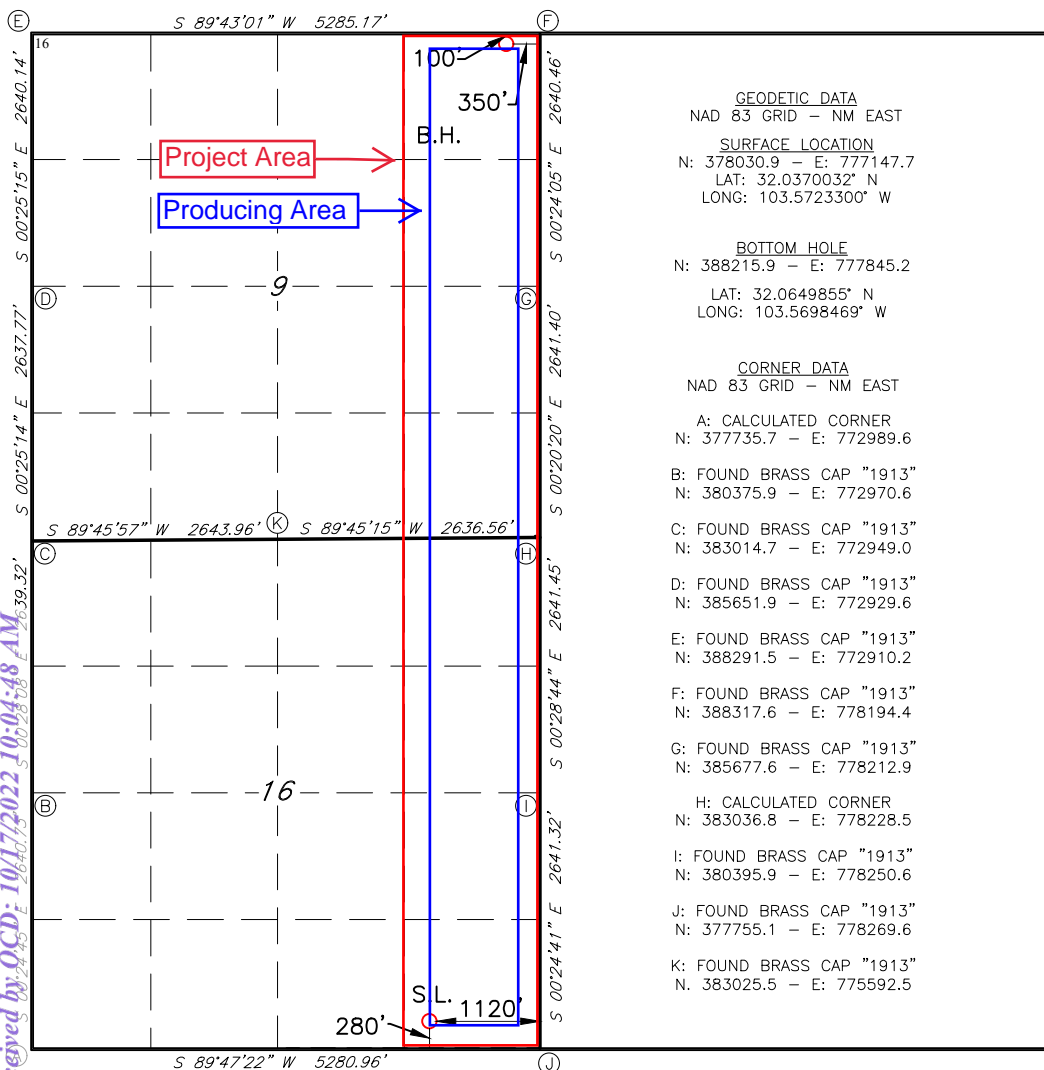 E
S 89°43'01" W 5285.17'
F
16
S 00°25'15" E 2640.14'
100'
350'
B.H.
S 00°24'05" E 2640.46'
Project Area
Producing Area
D
9
G
S 00°25'14" E 2637.77'
S 00°20'20" E 2641.40'
S 89°45'57" W 2643.96'
K
S 89°45'15" W 2636.56'
C
H
S 00°28'08" E 2639.32'
S 00°28'44" E 2641.45'
B
16
I
S 00°24'45" E 2640.73'
S 00°24'41" E 2641.32'
S.L.
1120'
280'
S 89°47'22" W 5280.96'
J
eived by OCD: 10/17/2022 10:04:48 AM
GEODETIC DATA
NAD 83 GRID – NM EAST
SURFACE LOCATION
N: 378030.9 – E: 777147.7
LAT: 32.0370032° N
LONG: 103.5723300° W
BOTTOM HOLE
N: 388215.9 – E: 777845.2
LAT: 32.0649855° N
LONG: 103.5698469° W
CORNER DATA
NAD 83 GRID – NM EAST
A: CALCULATED CORNER
N: 377735.7 – E: 772989.6
B: FOUND BRASS CAP "1913"
N: 380375.9 – E: 772970.6
C: FOUND BRASS CAP "1913"
N: 383014.7 – E: 772949.0
D: FOUND BRASS CAP "1913"
N: 385651.9 – E: 772929.6
E: FOUND BRASS CAP "1913"
N: 388291.5 – E: 772910.2
F: FOUND BRASS CAP "1913"
N: 388317.6 – E: 778194.4
G: FOUND BRASS CAP "1913"
N: 385677.6 – E: 778212.9
H: CALCULATED CORNER
N: 383036.8 – E: 778228.5
I: FOUND BRASS CAP "1913"
N: 380395.9 – E: 778250.6
J: FOUND BRASS CAP "1913"
N: 377755.1 – E: 778269.6
K: FOUND BRASS CAP "1913"
N. 383025.5 – E: 775592.5